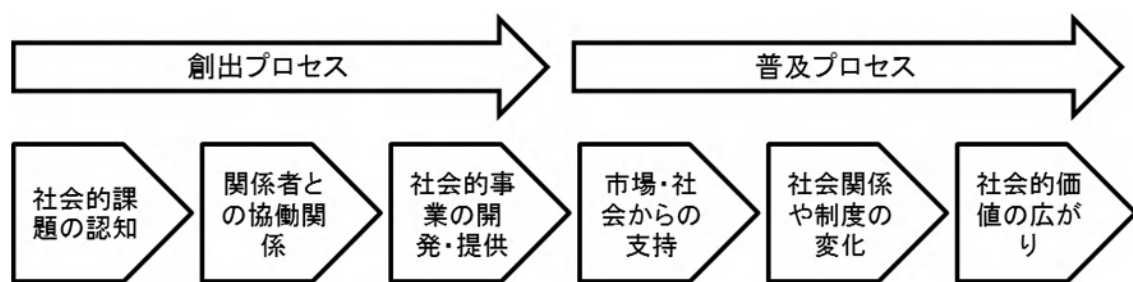 創出プロセス
普及プロセス
社会的課
題の認知
関係者と
の協働関
係
社会的事
業の開
発・提供
市場・社
会からの
支持
社会関係
や制度の
変化
社会的価
値の広が
り